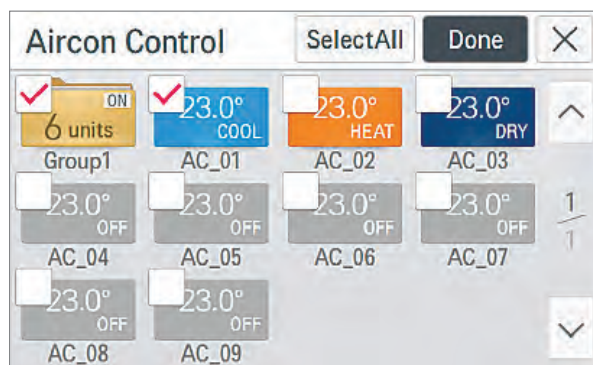 Aircon Control SelectAll Done
ON
6 units
Group1
23.0°
COOL
AC_01
23.0°
HEAT
AC_02
23.0°
DRY
AC_03
23.0°
OFF
AC_04
23.0°
OFF
AC_05
23.0°
OFF
AC_06
23.0°
OFF
AC_07
23.0°
OFF
AC_08
23.0°
OFF
AC_09
1
1